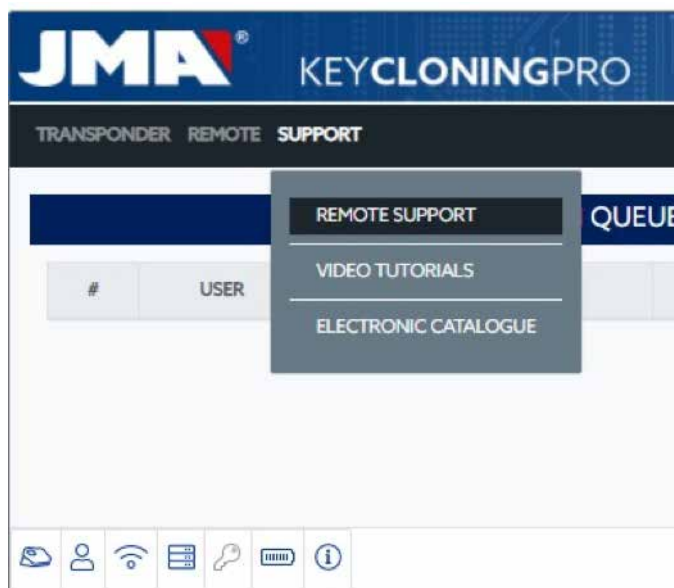 JMA®
KEYCLONINGPRO
TRANSPONDER REMOTE SUPPORT
REMOTE SUPPORT
QUEUE
VIDEO TUTORIALS
# USER
ELECTRONIC CATALOGUE